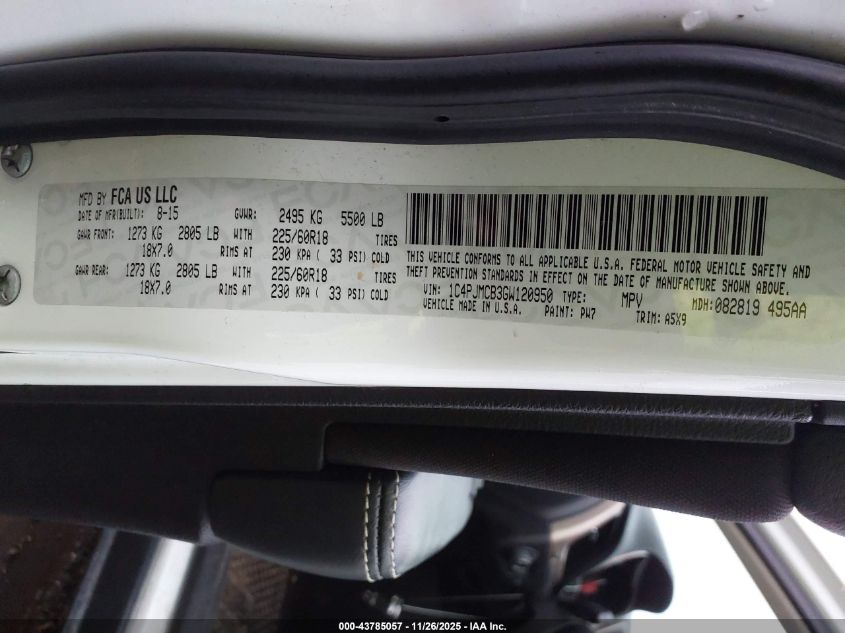 MFD BY FCA US LLC
DATE OF MFR(BUILT): 8-15 GVWR: 2495 KG 5500 LB
GAWR FRONT: 1273 KG 2805 LB WITH 225/60R18 TIRES
18X7.0 RIMS AT 230 KPA ( 33 PSI) COLD
GAWR REAR: 1273 KG 2805 LB WITH 225/60R18 TIRES
18X7.0 RIMS AT 230 KPA ( 33 PSI) COLD
THIS VEHICLE CONFORMS TO ALL APPLICABLE U.S.A. FEDERAL MOTOR VEHICLE SAFETY AND
THEFT PREVENTION STANDARDS IN EFFECT ON THE DATE OF MANUFACTURE SHOWN ABOVE.
VIN: 1C4PJMCB3GW120950 TYPE: MPV MDH:082819 495AA
VEHICLE MADE IN U.S.A. PAINT: PW7 TRIM: A5X9
000-43785057 - 11/26/2025 - IAA Inc.